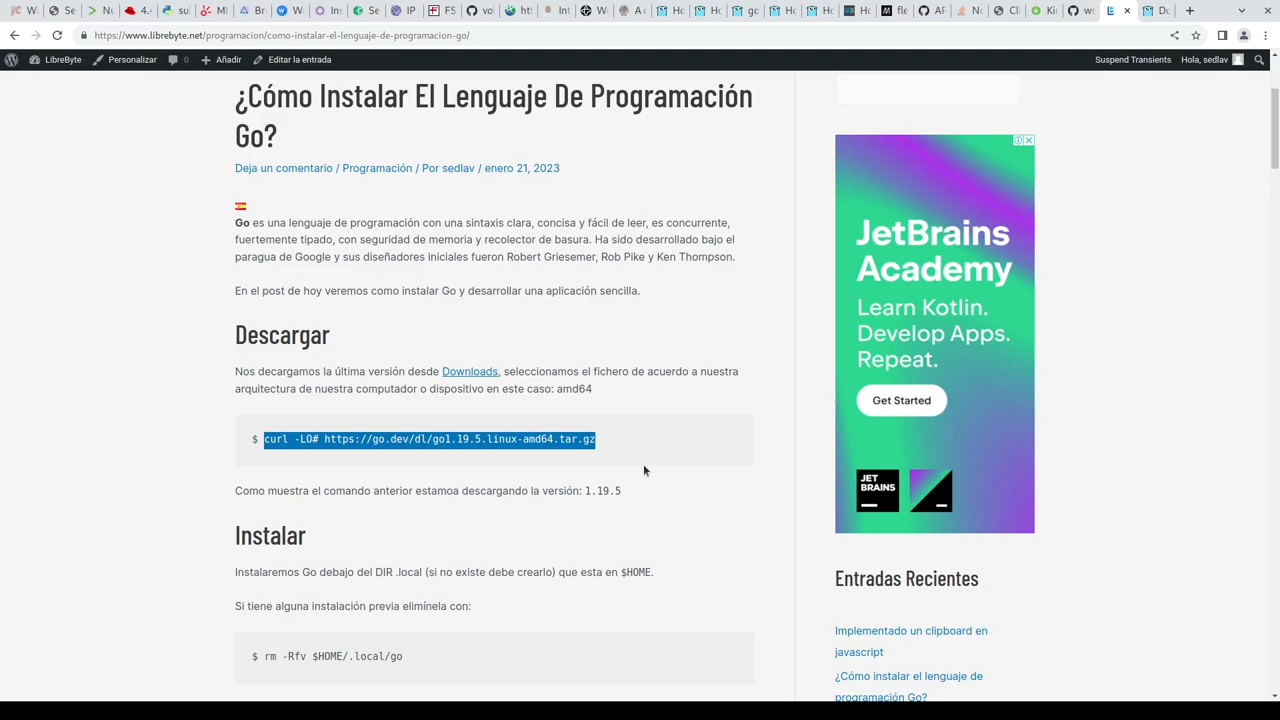 https://www.librebyte.net/programacion/como-instalar-el-lenguaje-de-programcion-go/
LibreByte
Personalizar
0
Añadir
Editar la entrada
Suspend Transients
Hola, sedlav
¿Cómo Instalar El Lenguaje De Programación
Go?
Deja un comentario / Programación / Por sedlav / enero 21, 2023
Go es una lenguaje de programación con una sintaxis clara, concisa y fácil de leer, es concurrente,
fuertemente tipado, con seguridad de memoria y recolector de basura. Ha sido desarrollado bajo el
paragua de Google y sus diseñadores iniciales fueron Robert Griesemer, Rob Pike y Ken Thompson.
En el post de hoy veremos como instalar Go y desarrollar una aplicación sencilla.
Descargar
Nos decargamos la última versión desde Downloads, seleccionamos el fichero de acuerdo a nuestra
arquitectura de nuestra computador o dispositivo en este caso: amd64
$ curl -LO# https://go.dev/dl/go1.19.5.linux-amd64.tar.gz
Como muestra el comando anterior estamoa descargando la versión: 1.19.5
Instalar
Instalaremos Go debajo del DIR .local (si no existe debe crearlo) que esta en $HOME.
Si tiene alguna instalación previa elimínela con:
$ rm -Rfv $HOME/.local/go
JetBrains
Academy
Learn Kotlin.
Develop Apps.
Repeat.
Get Started
JET
BRAINS
Entradas Recientes
Implementado un clipboard en
javascript
¿Cómo instalar el lenguaje de
programación Go?